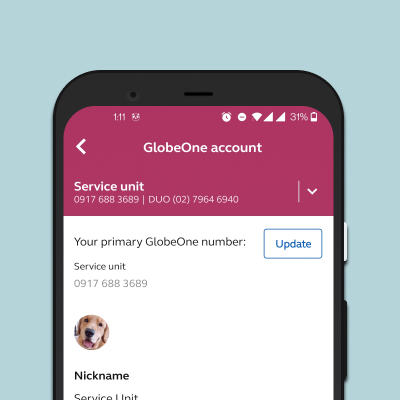 1:11 31%
GlobeOne account
Service unit
0917 688 3689 | DUO (02) 7964 6940
Your primary GlobeOne number:
Update
Service unit
0917 688 3689
Nickname
Service Unit